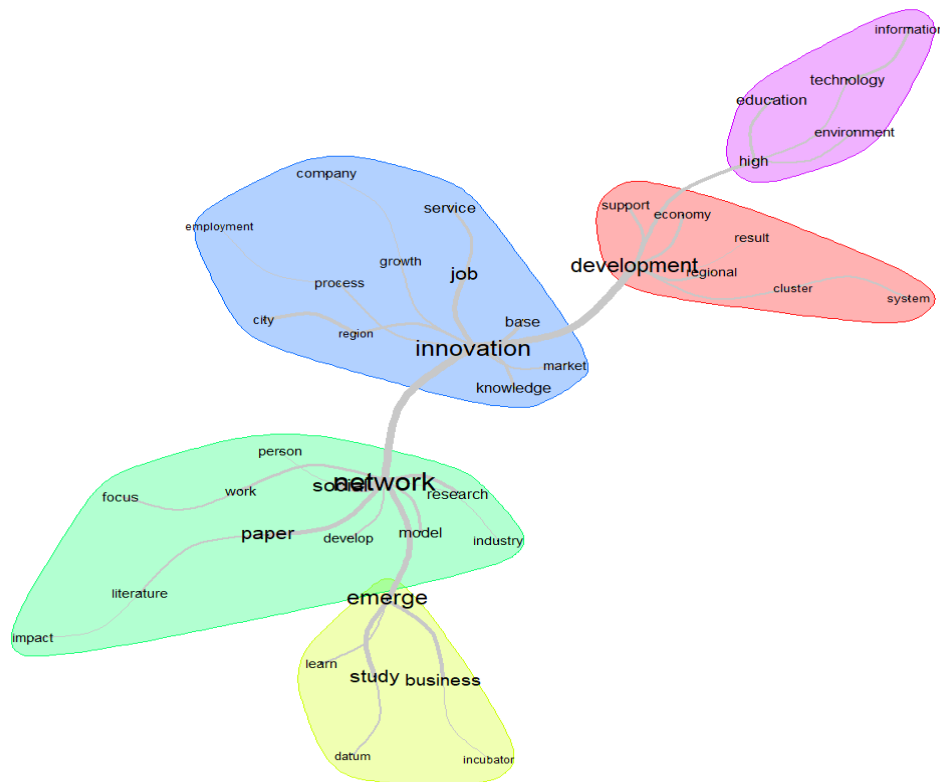 information
technology
education
environment
high
support
economy
result
development
regional
cluster
system
company
service
employment
growth
job
process
city
region
base
innovation
market
knowledge
person
network
social
work
research
focus
paper
develop
model
industry
literature
emerge
impact
learn
study
business
datum
incubator